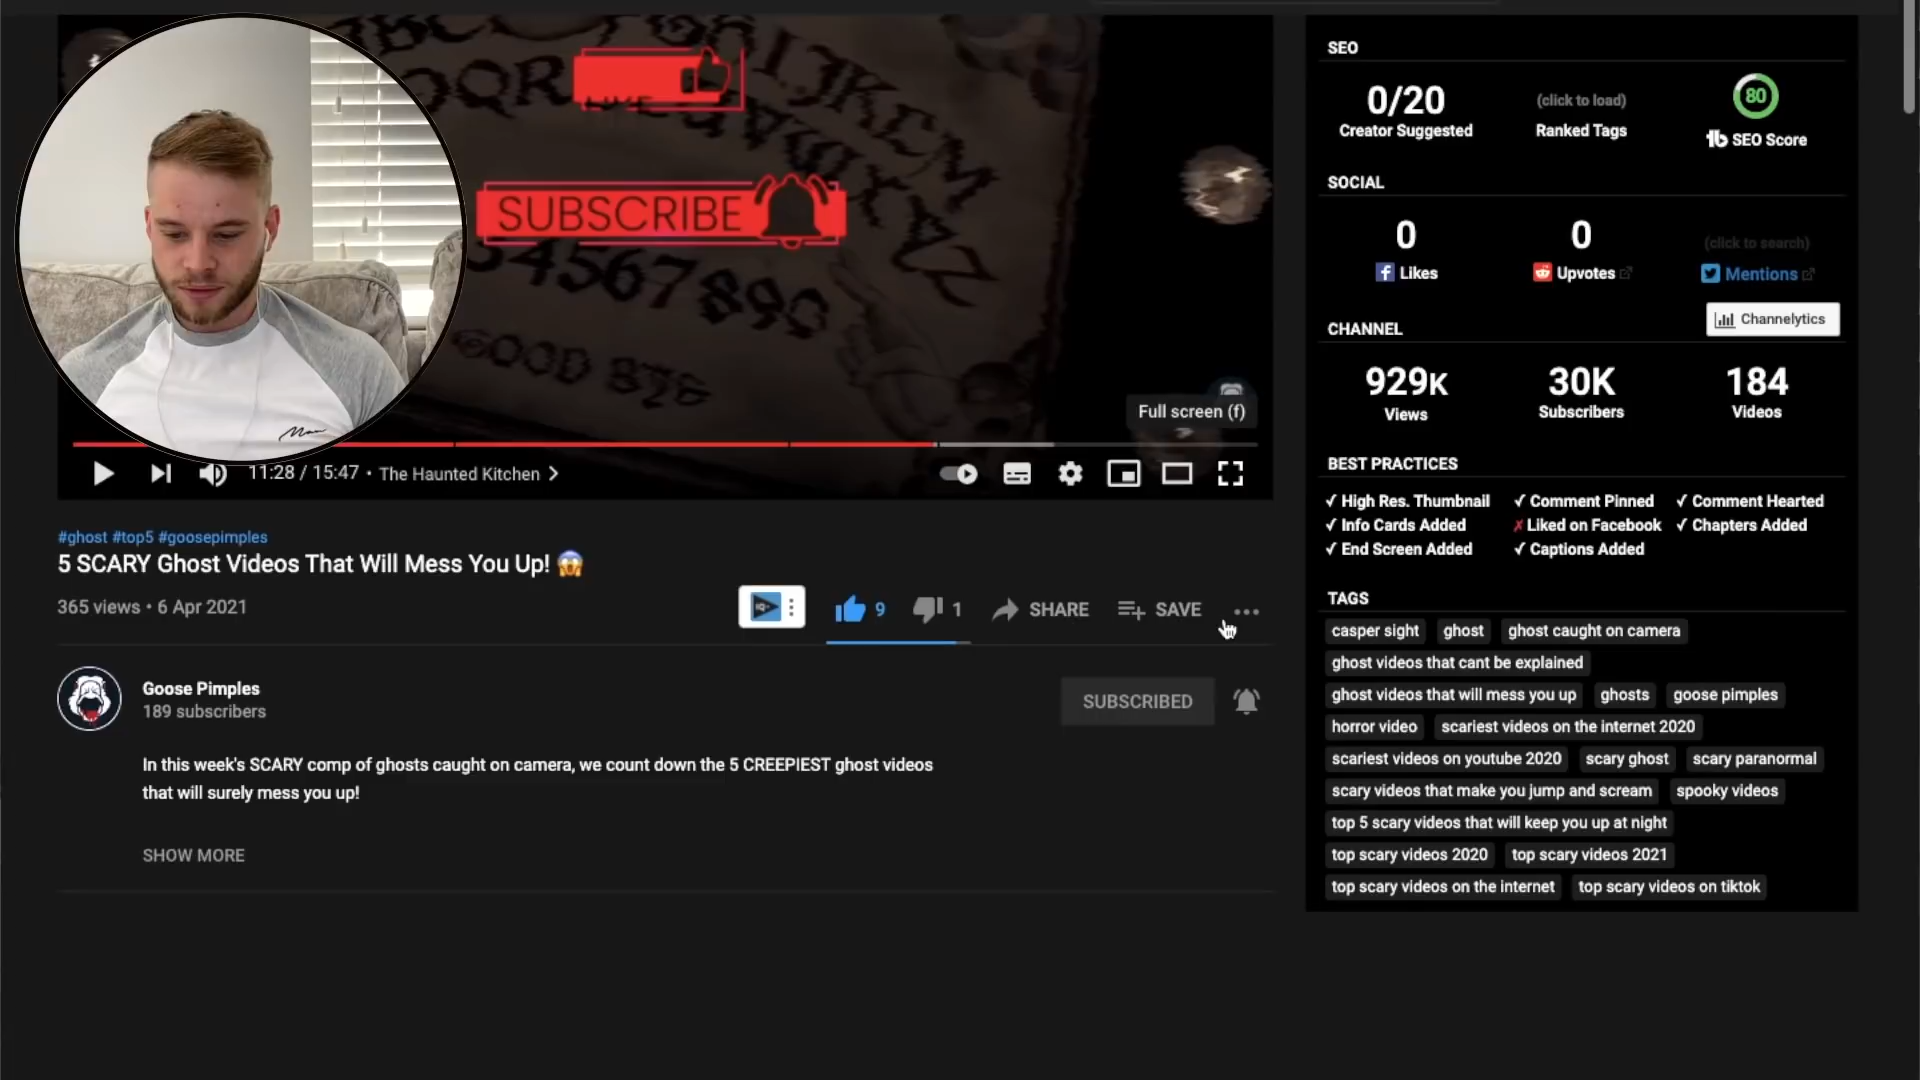 LIKE
SUBSCRIBE
34567890
GOOD BYE
Full screen (f)
11:28 / 15:47 • The Haunted Kitchen
#ghost #top5 #goosepimples
5 SCARY Ghost Videos That Will Mess You Up! 😱
365 views • 6 Apr 2021
9
1
SHARE
SAVE
Goose Pimples
189 subscribers
SUBSCRIBED
In this week's SCARY comp of ghosts caught on camera, we count down the 5 CREEPIEST ghost videos
that will surely mess you up!
SHOW MORE
SEO
0/20
Creator Suggested
(click to load)
Ranked Tags
80
tb SEO Score
SOCIAL
0
Likes
0
Upvotes
(click to search)
Mentions
CHANNEL
Channelytics
929K
Views
30K
Subscribers
184
Videos
BEST PRACTICES
✓ High Res. Thumbnail ✓ Comment Pinned ✓ Comment Hearted
✓ Info Cards Added ✗ Liked on Facebook ✓ Chapters Added
✓ End Screen Added ✓ Captions Added
TAGS
casper sight ghost ghost caught on camera
ghost videos that cant be explained
ghost videos that will mess you up ghosts goose pimples
horror video scariest videos on the internet 2020
scariest videos on youtube 2020 scary ghost scary paranormal
scary videos that make you jump and scream spooky videos
top 5 scary videos that will keep you up at night
top scary videos 2020 top scary videos 2021
top scary videos on the internet top scary videos on tiktok